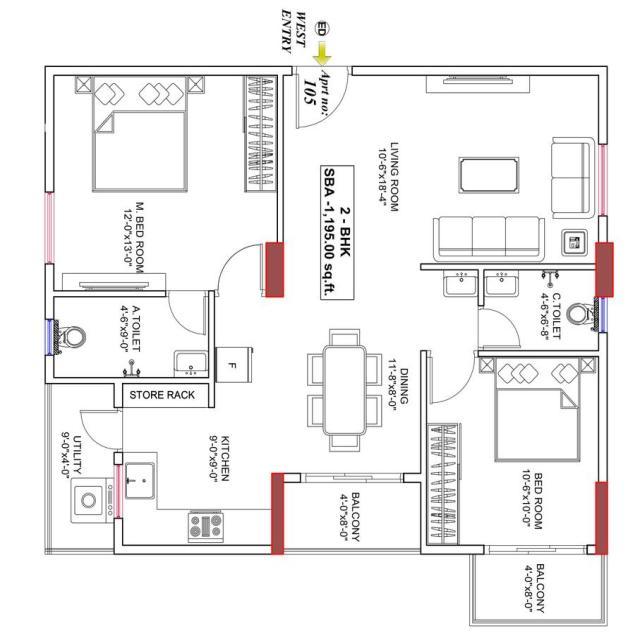 ED
WEST
ENTRY
Aprt no:
105
LIVING ROOM
10'-6"x18'-4"
2 - BHK
SBA -1,195.00 sq.ft.
M. BED ROOM
12'-0"x13'-0"
A.TOILET
4'-6"x9'-0"
C.TOILET
4'-6"x6'-8"
F
DINING
11'-8"x8'-0"
STORE RACK
KITCHEN
9'-0"x9'-0"
UTILITY
9'-0"x4'-0"
BALCONY
4'-0"x8'-0"
BED ROOM
10'-6"x10'-0"
BALCONY
4'-0"x8'-0"